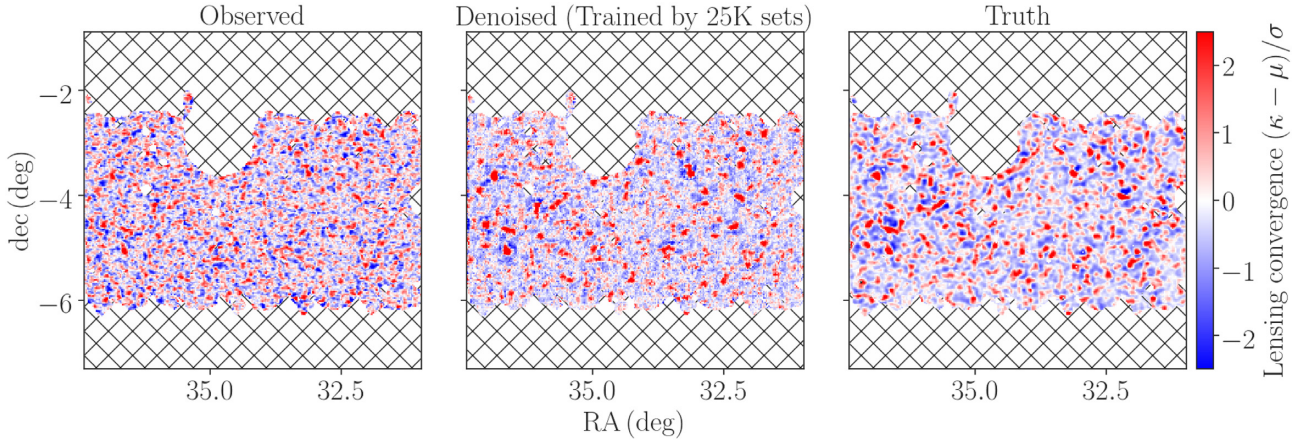 Observed
Denoised (Trained by 25K sets)
Truth
−2
−4
−6
dec (deg)
35.0
32.5
35.0
32.5
35.0
32.5
RA (deg)
2
1
0
−1
−2
Lensing convergence (κ − μ)/σ